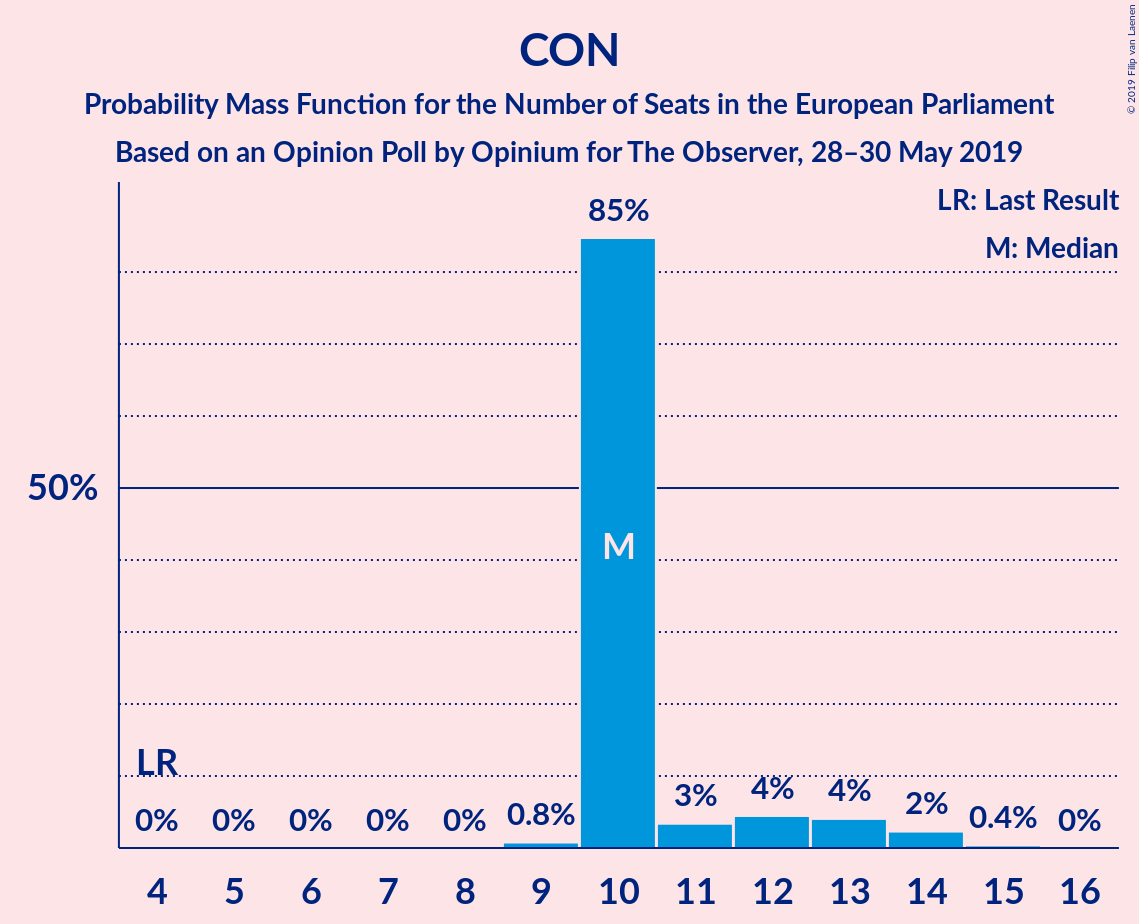 CON
Probability Mass Function for the Number of Seats in the European Parliament
Based on an Opinion Poll by Opinium for The Observer, 28–30 May 2019
© 2019 Filip van Laenen
LR: Last Result
M: Median
85%
50%
M
LR
0% 0% 0% 0% 0% 0.8% 3% 4% 4% 2% 0.4% 0%
4 5 6 7 8 9 10 11 12 13 14 15 16